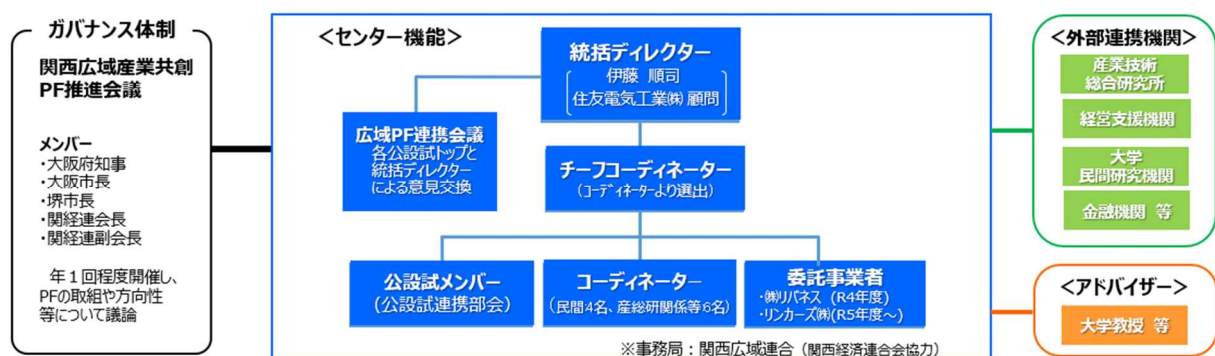 ガバナンス体制
関西広域産業共創
PF推進会議
メンバー
・大阪府知事
・大阪市長
・堺市長
・関経連会長
・関経連副会長
年1回程度開催し、
PFの取組や方向性
等について議論
<センター機能>
統括ディレクター
伊藤 順司
住友電気工業㈱ 顧問
広域PF連携会議
各公設試トップと
統括ディレクター
による意見交換
チーフコーディネーター
(コーディネーターより選出)
公設試メンバー
(公設試連携部会)
コーディネーター
(民間4名、産総研関係等6名)
委託事業者
・㈱リバネス (R4年度)
・リンカーズ㈱(R5年度～)
※事務局：関西広域連合 (関西経済連合会協力)
<外部連携機関>
産業技術
総合研究所
経営支援機関
大学
民間研究機関
金融機関 等
<アドバイザー>
大学教授 等